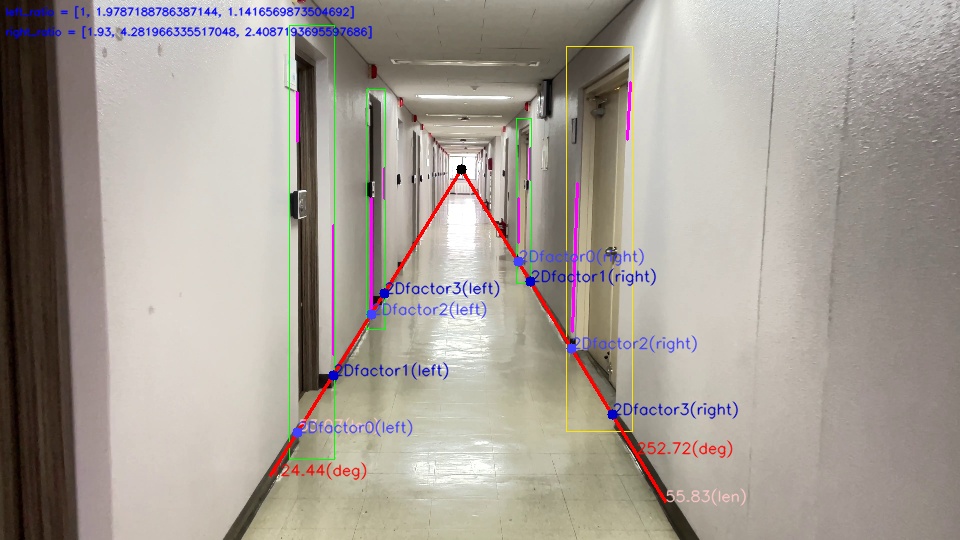 left_ratio = [1, 1.9787188786387144, 1.1416569873504692]
right_ratio = [1.93, 4.281966335517048, 2.4087193695597686]
2Dfactor0(right)
2Dfactor1(right)
2Dfactor3(left)
2Dfactor2(left)
2Dfactor2(right)
2Dfactor1(left)
2Dfactor3(right)
2Dfactor0(left)
252.72(deg)
24.44(deg)
55.83(len)